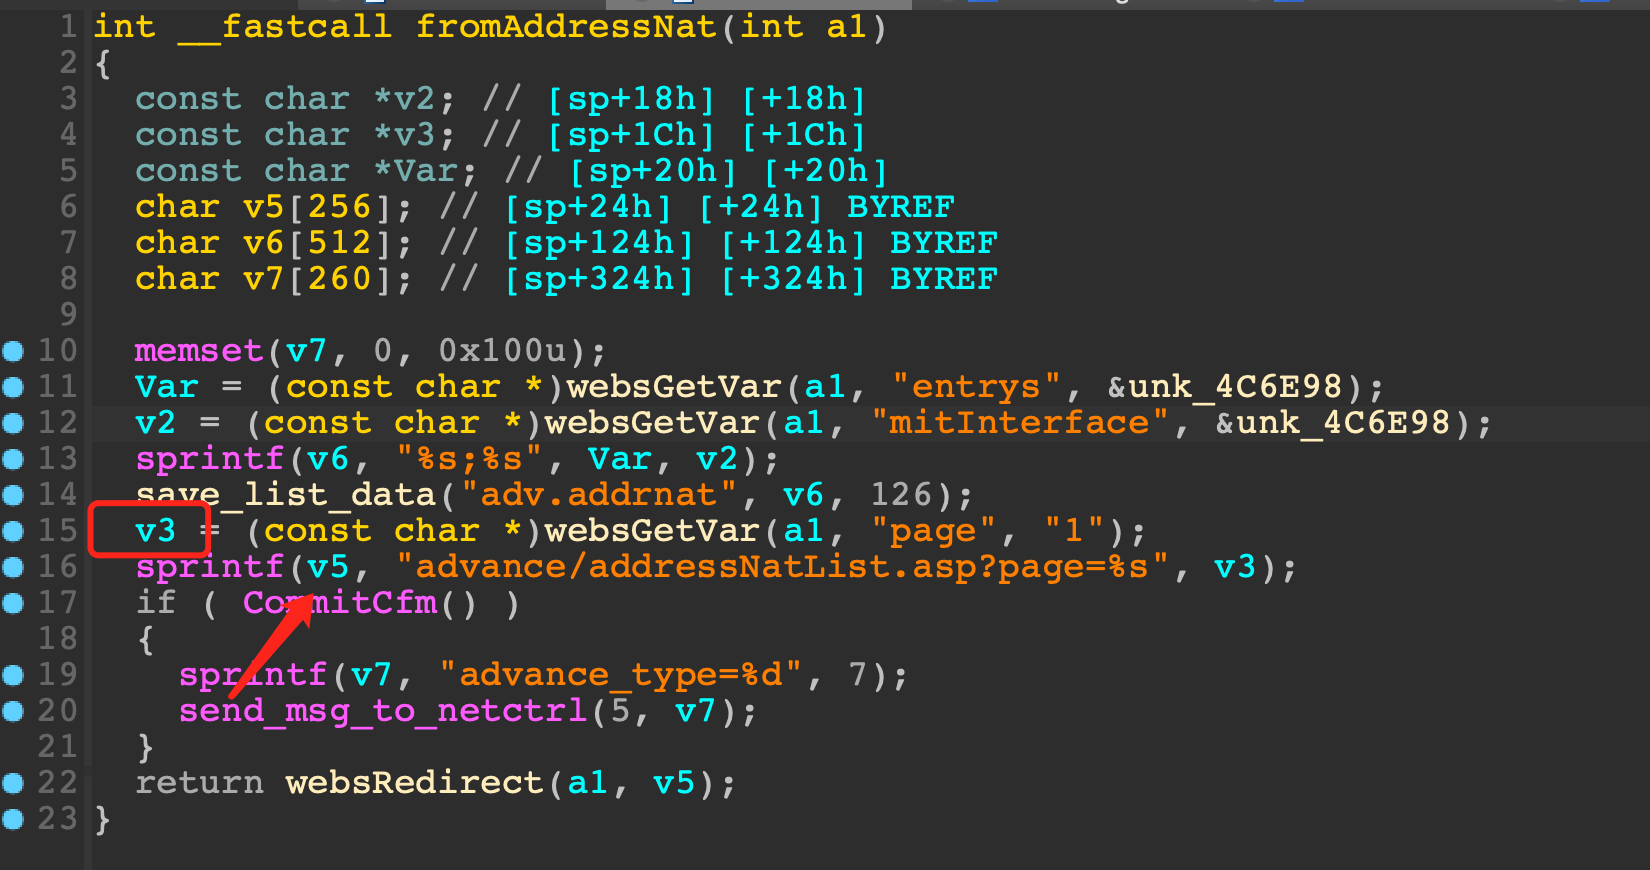 1 int __fastcall fromAddressNat(int a1)
2 {
3 const char *v2; // [sp+18h] [+18h]
4 const char *v3; // [sp+1Ch] [+1Ch]
5 const char *Var; // [sp+20h] [+20h]
6 char v5[256]; // [sp+24h] [+24h] BYREF
7 char v6[512]; // [sp+124h] [+124h] BYREF
8 char v7[260]; // [sp+324h] [+324h] BYREF
9
10 memset(v7, 0, 0x100u);
11 Var = (const char *)websGetVar(a1, "entrys", &unk_4C6E98);
12 v2 = (const char *)websGetVar(a1, "mitInterface", &unk_4C6E98);
13 sprintf(v6, "%s;%s", Var, v2);
14 save_list_data("adv.addrnat", v6, 126);
15 v3 = (const char *)websGetVar(a1, "page", "1");
16 sprintf(v5, "advance/addressNatList.asp?page=%s", v3);
17 if ( CommitCfm() )
18 {
19 sprintf(v7, "advance_type=%d", 7);
20 send_msg_to_netctrl(5, v7);
21 }
22 return websRedirect(a1, v5);
23 }